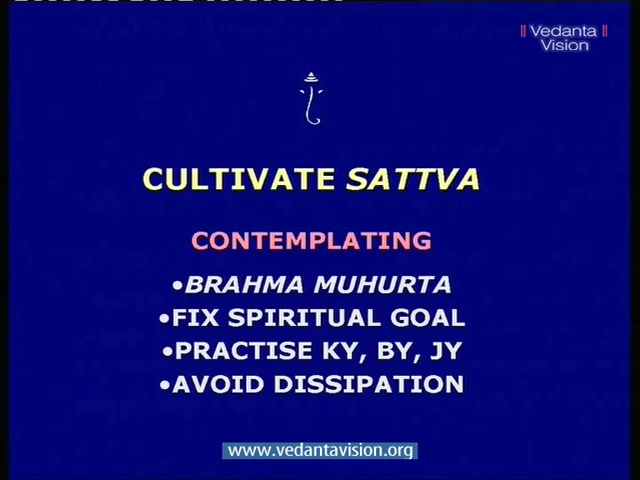 Vedanta
Vision
CULTIVATE SATTVA
CONTEMPLATING
•BRAHMA MUHURTA
•FIX SPIRITUAL GOAL
•PRACTISE KY, BY, JY
•AVOID DISSIPATION
www.vedantavision.org